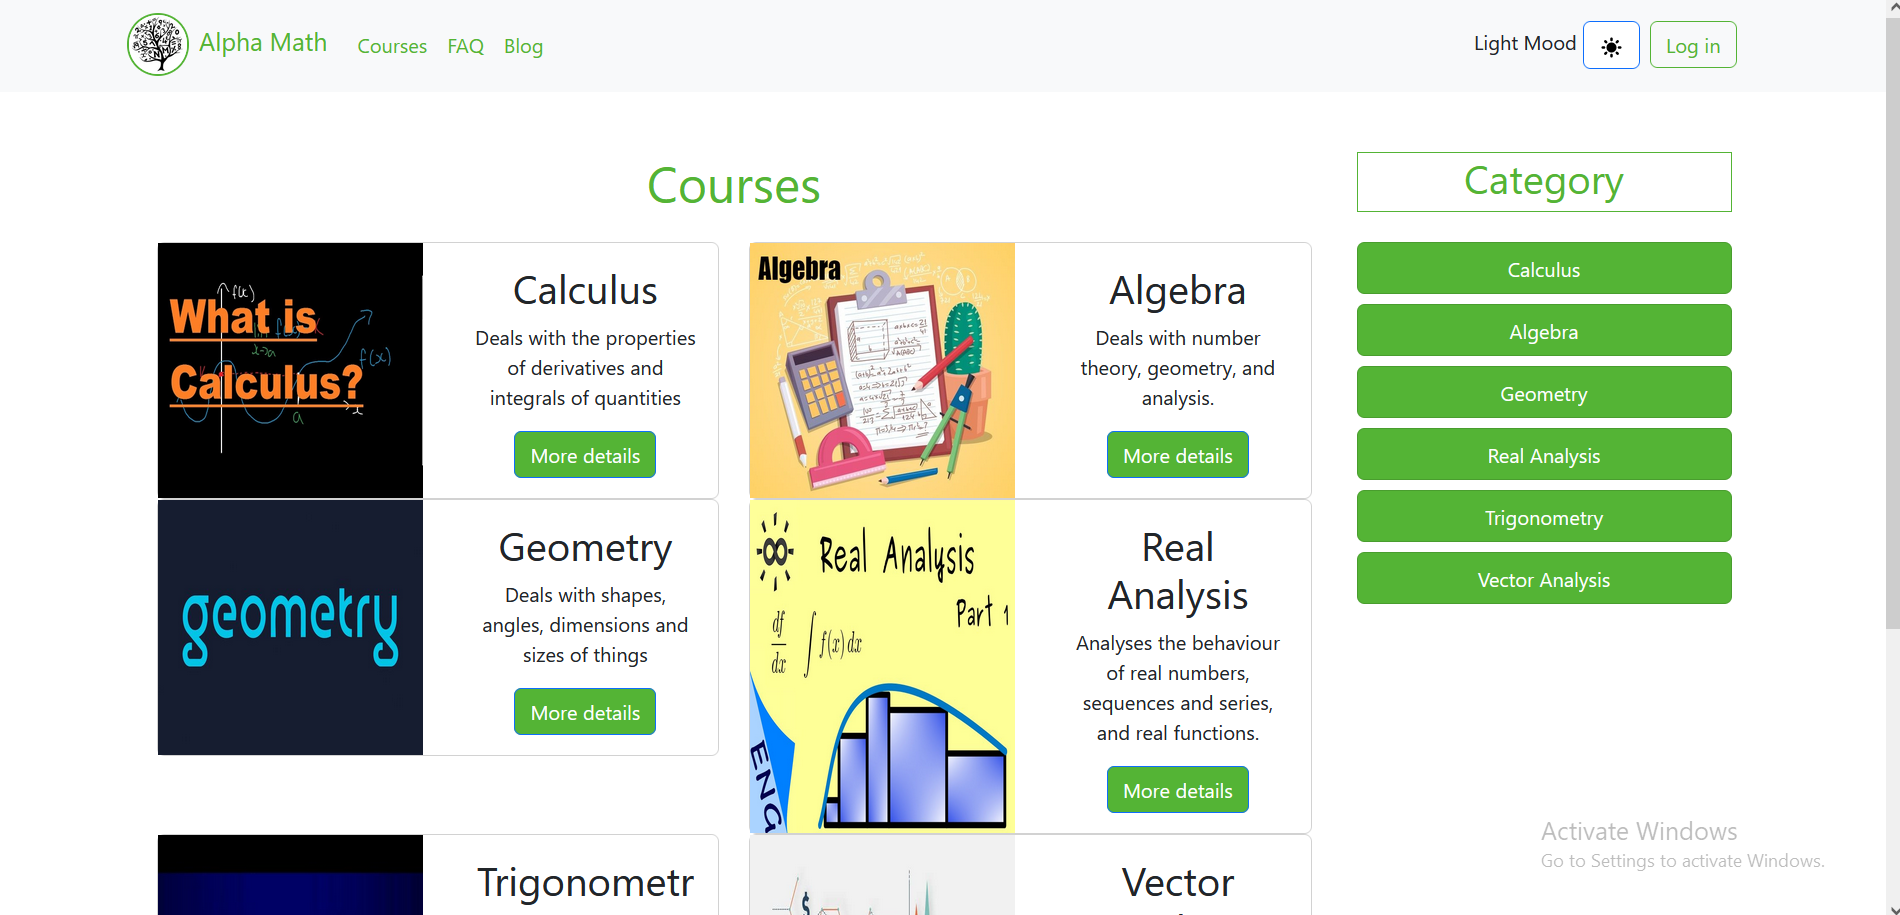 Alpha Math
Courses
FAQ
Blog
Light Mood
Log in
Courses
What is
Calculus?
f(x)
f(x)
a
x
Calculus
Deals with the properties
of derivatives and
integrals of quantities
More details
Algebra
Algebra
Deals with number
theory, geometry, and
analysis.
More details
geometry
Geometry
Deals with shapes,
angles, dimensions and
sizes of things
More details
Real Analysis
Part 1
df
dx
∫ f(x)dx
ENG
Real
Analysis
Analyses the behaviour
of real numbers,
sequences and series,
and real functions.
More details
Trigonometr
$
Vector
Category
Calculus
Algebra
Geometry
Real Analysis
Trigonometry
Vector Analysis
Activate Windows
Go to Settings to activate Windows.